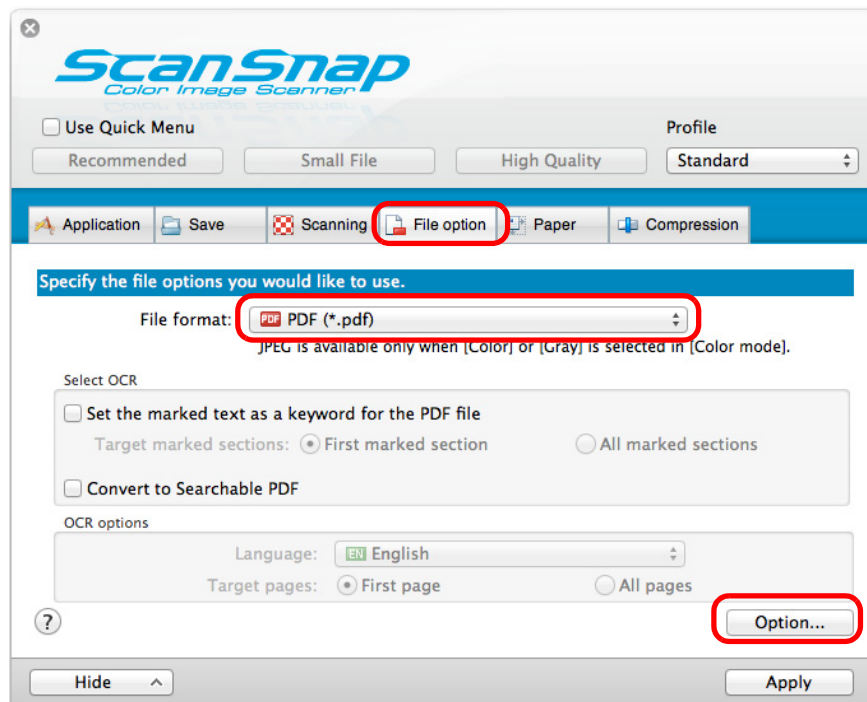 ScanSnap
Color Image Scanner
Use Quick Menu
Profile
Recommended Small File High Quality Standard
Application Save Scanning File option Paper Compression
Specify the file options you would like to use.
File format: PDF PDF (*.pdf)
JPEG is available only when [Color] or [Gray] is selected in [Color mode].
Select OCR
Set the marked text as a keyword for the PDF file
Target marked sections: First marked section All marked sections
Convert to Searchable PDF
OCR options
Language: EN English
Target pages: First page All pages
? Option...
Hide Apply